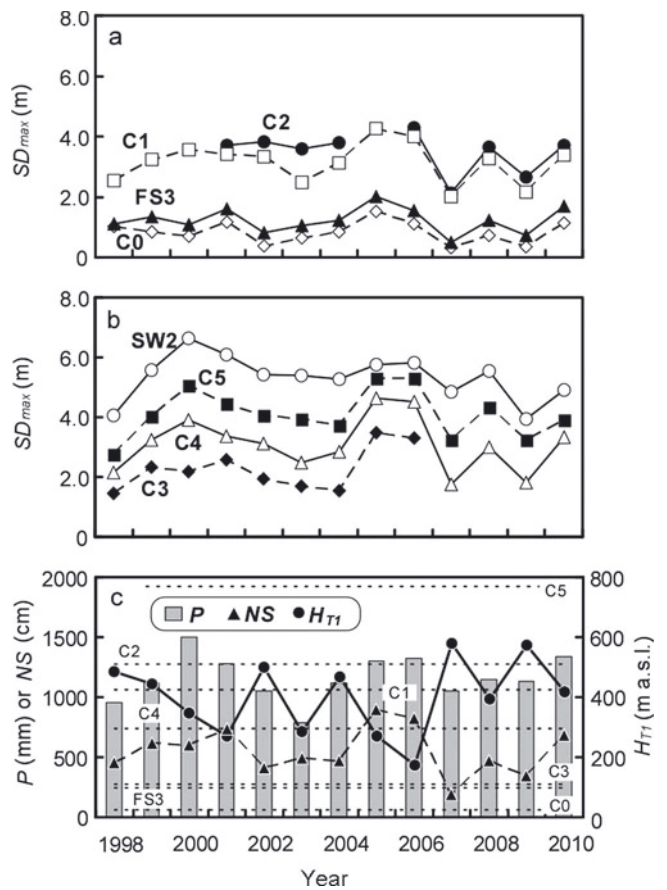 a
8.0
6.0
4.0
2.0
0
SDmax (m)
C1
C2
FS3
C0
b
8.0
6.0
4.0
2.0
0
SDmax (m)
SW2
C5
C4
C3
c
2000
1500
1000
500
0
P (mm) or NS (cm)
P NS HT1
C5
C2
C4
C1
FS3
C3
C0
800
600
400
200
0
HT1 (m a.s.l.)
1998 2000 2002 2004 2006 2008 2010
Year